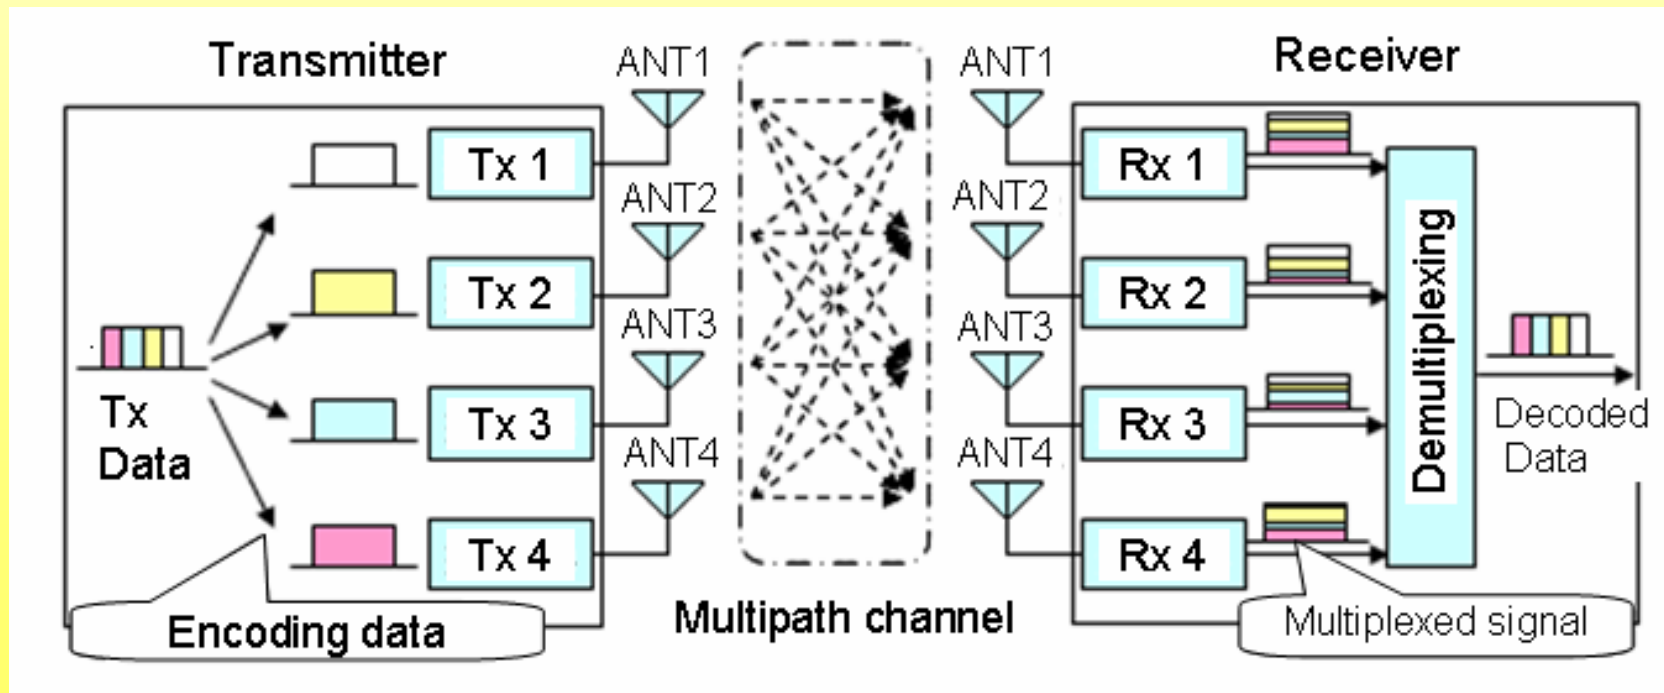 Transmitter
ANT1
ANT1
Receiver
Tx 1
Rx 1
ANT2
ANT2
Tx 2
Rx 2
ANT3
ANT3
Tx
Data
Tx 3
Rx 3
Demultiplexing
Decoded
Data
ANT4
ANT4
Tx 4
Rx 4
Encoding data
Multipath channel
Multiplexed signal